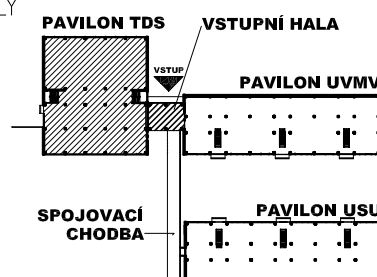 PAVILON TDS
VSTUPNÍ HALA
VSTUP
PAVILON UVMV
SPOJOVACÍ
CHODBA
PAVILON USU